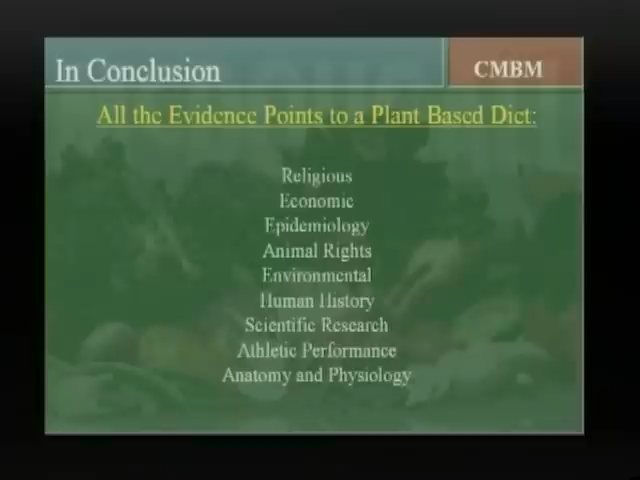 In Conclusion
CMBM
All the Evidence Points to a Plant Based Diet:
Religious
Economic
Epidemiology
Animal Rights
Environmental
Human History
Scientific Research
Athletic Performance
Anatomy and Physiology